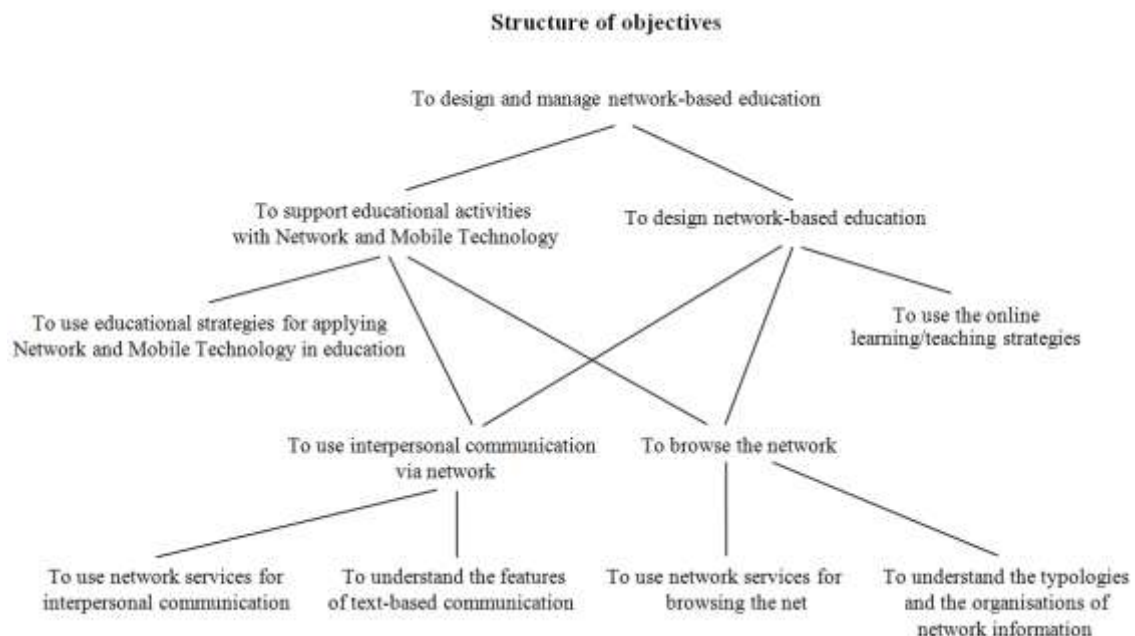 Structure of objectives
To design and manage network-based education
To support educational activities
with Network and Mobile Technology
To design network-based education
To use educational strategies for applying
Network and Mobile Technology in education
To use the online
learning/teaching strategies
To use interpersonal communication
via network
To browse the network
To use network services for
interpersonal communication
To understand the features
of text-based communication
To use network services for
browsing the net
To understand the typologies
and the organisations of
network information